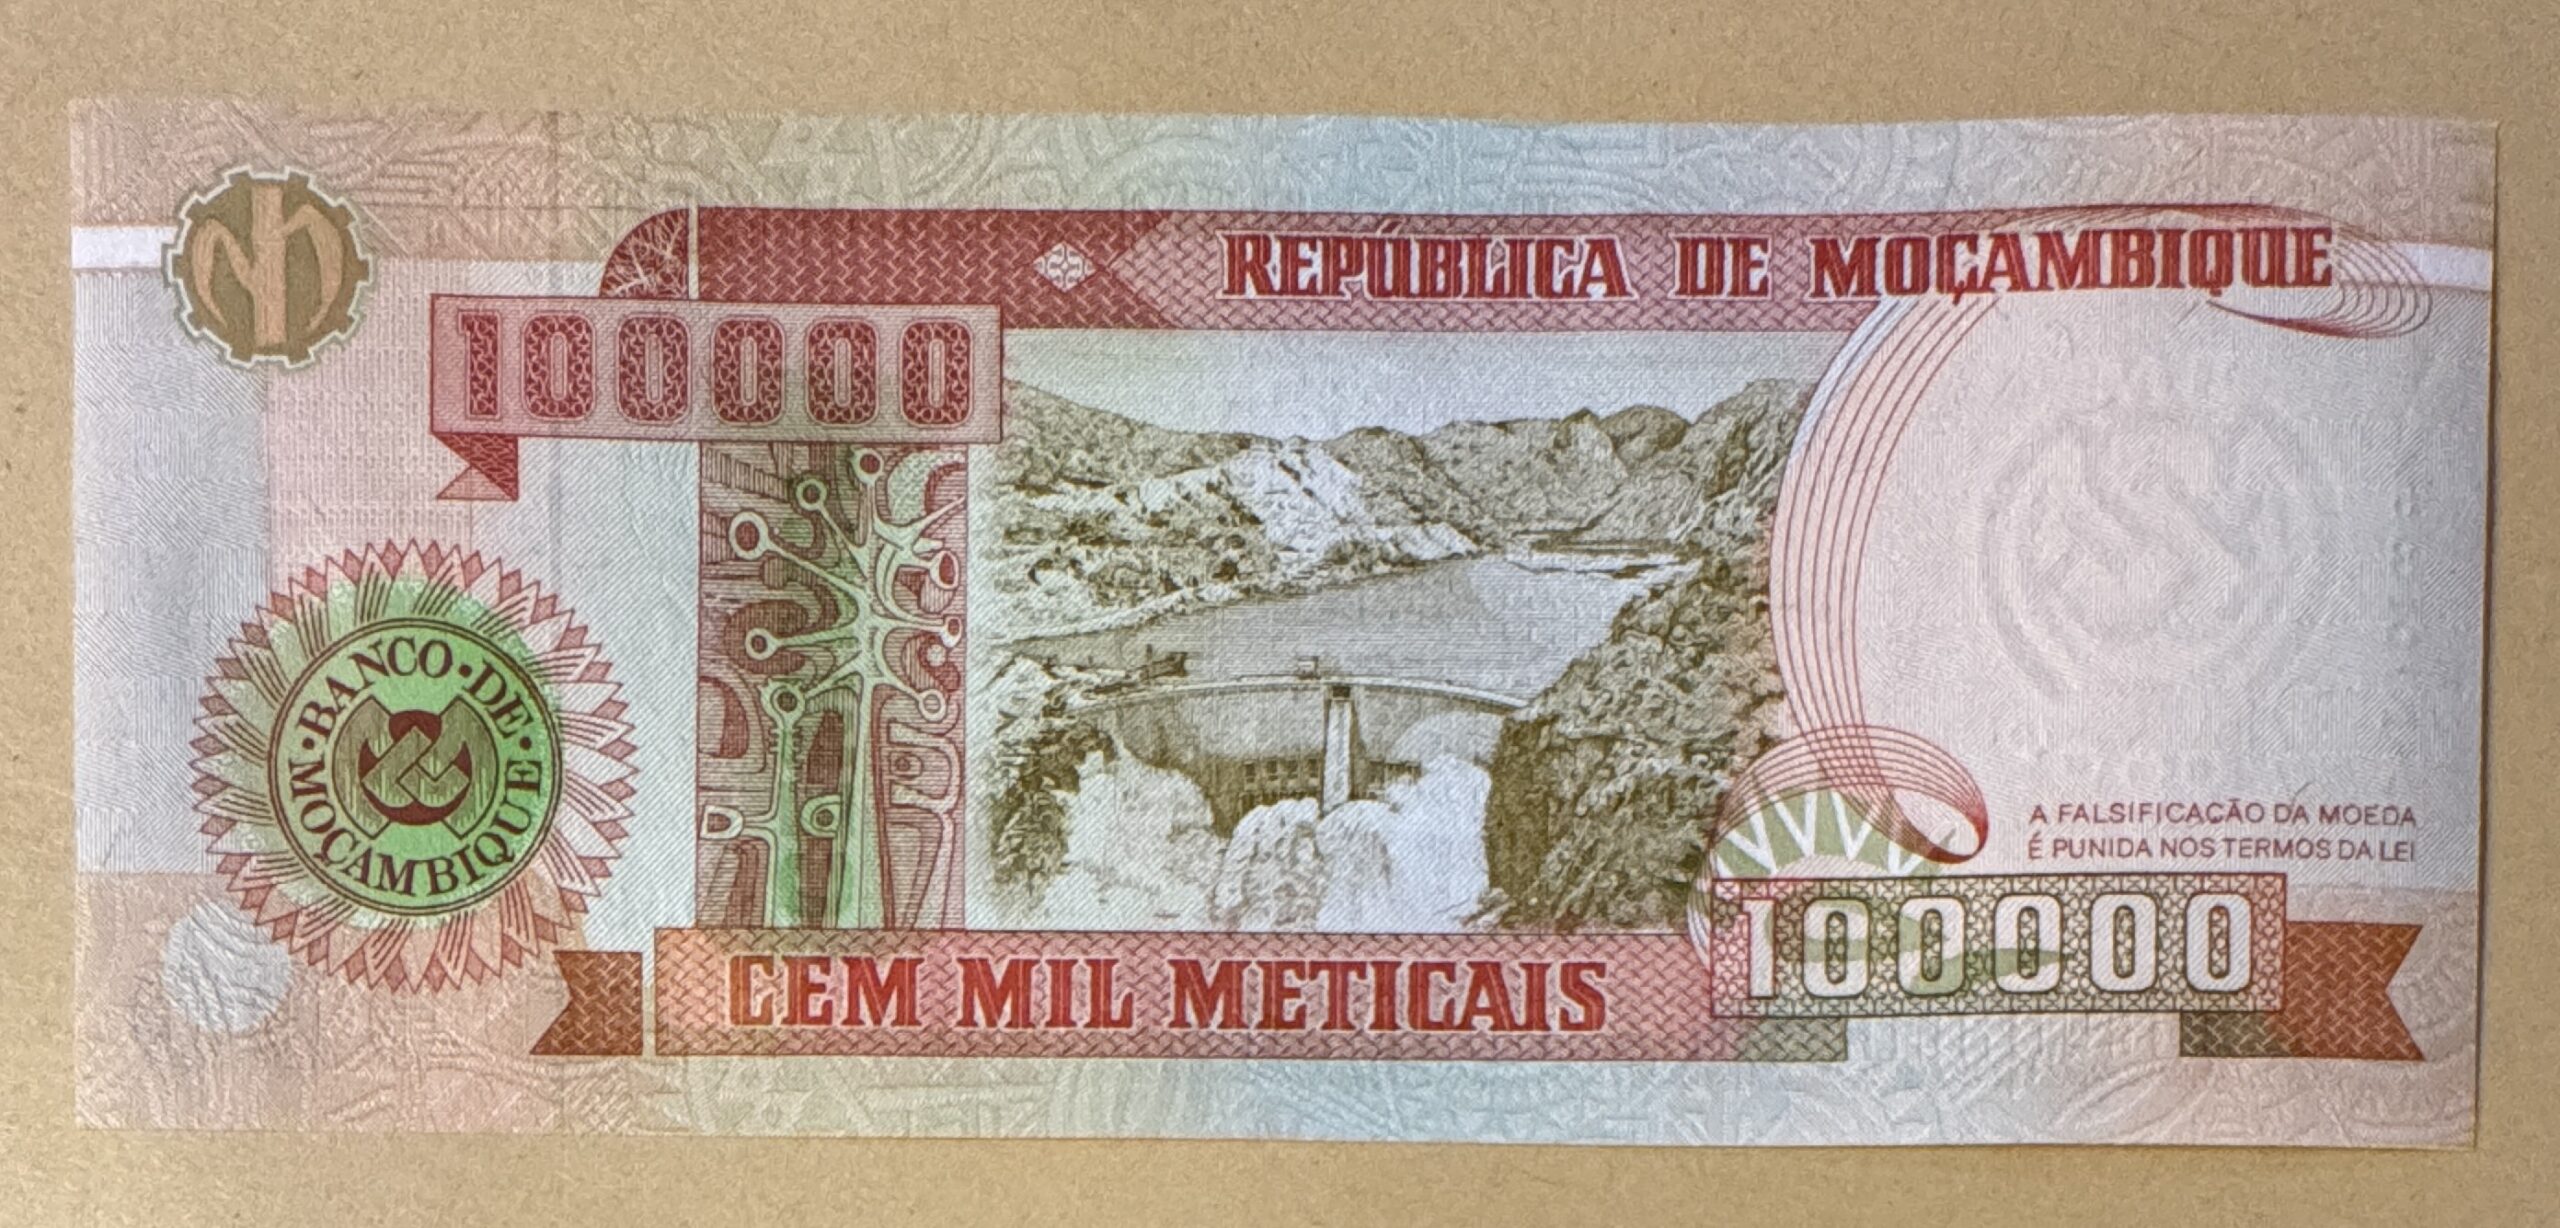 REPÚBLICA DE MOÇAMBIQUE
100000
BANCO · DE · MOÇAMBIQUE ·
A FALSIFICAÇÃO DA MOEDA
É PUNIDA NOS TERMOS DA LEI
100000
CEM MIL METICAIS